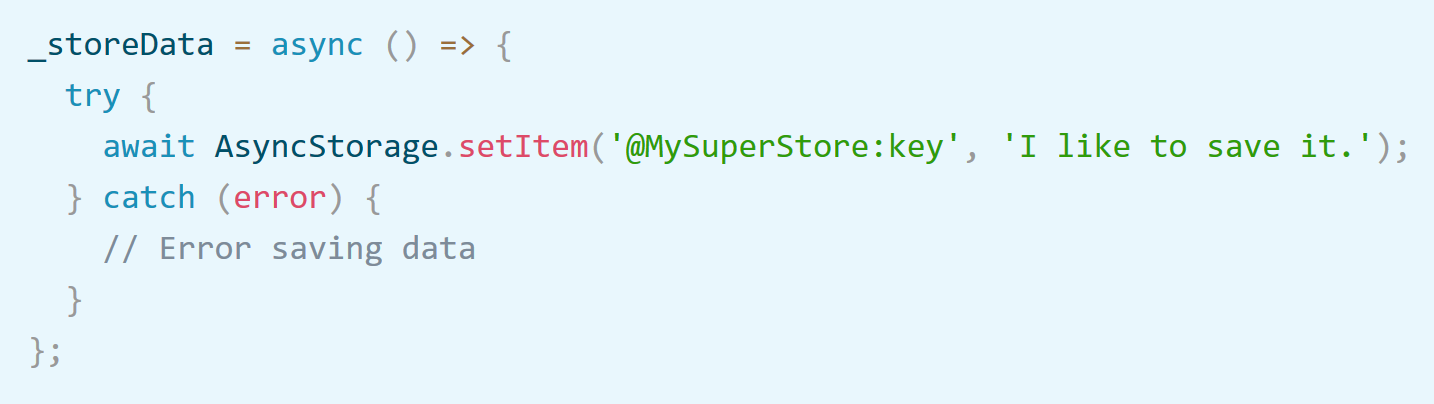 _storeData = async () => {
  try {
    await AsyncStorage.setItem('@MySuperStore:key', 'I like to save it.');
  } catch (error) {
    // Error saving data
  }
};